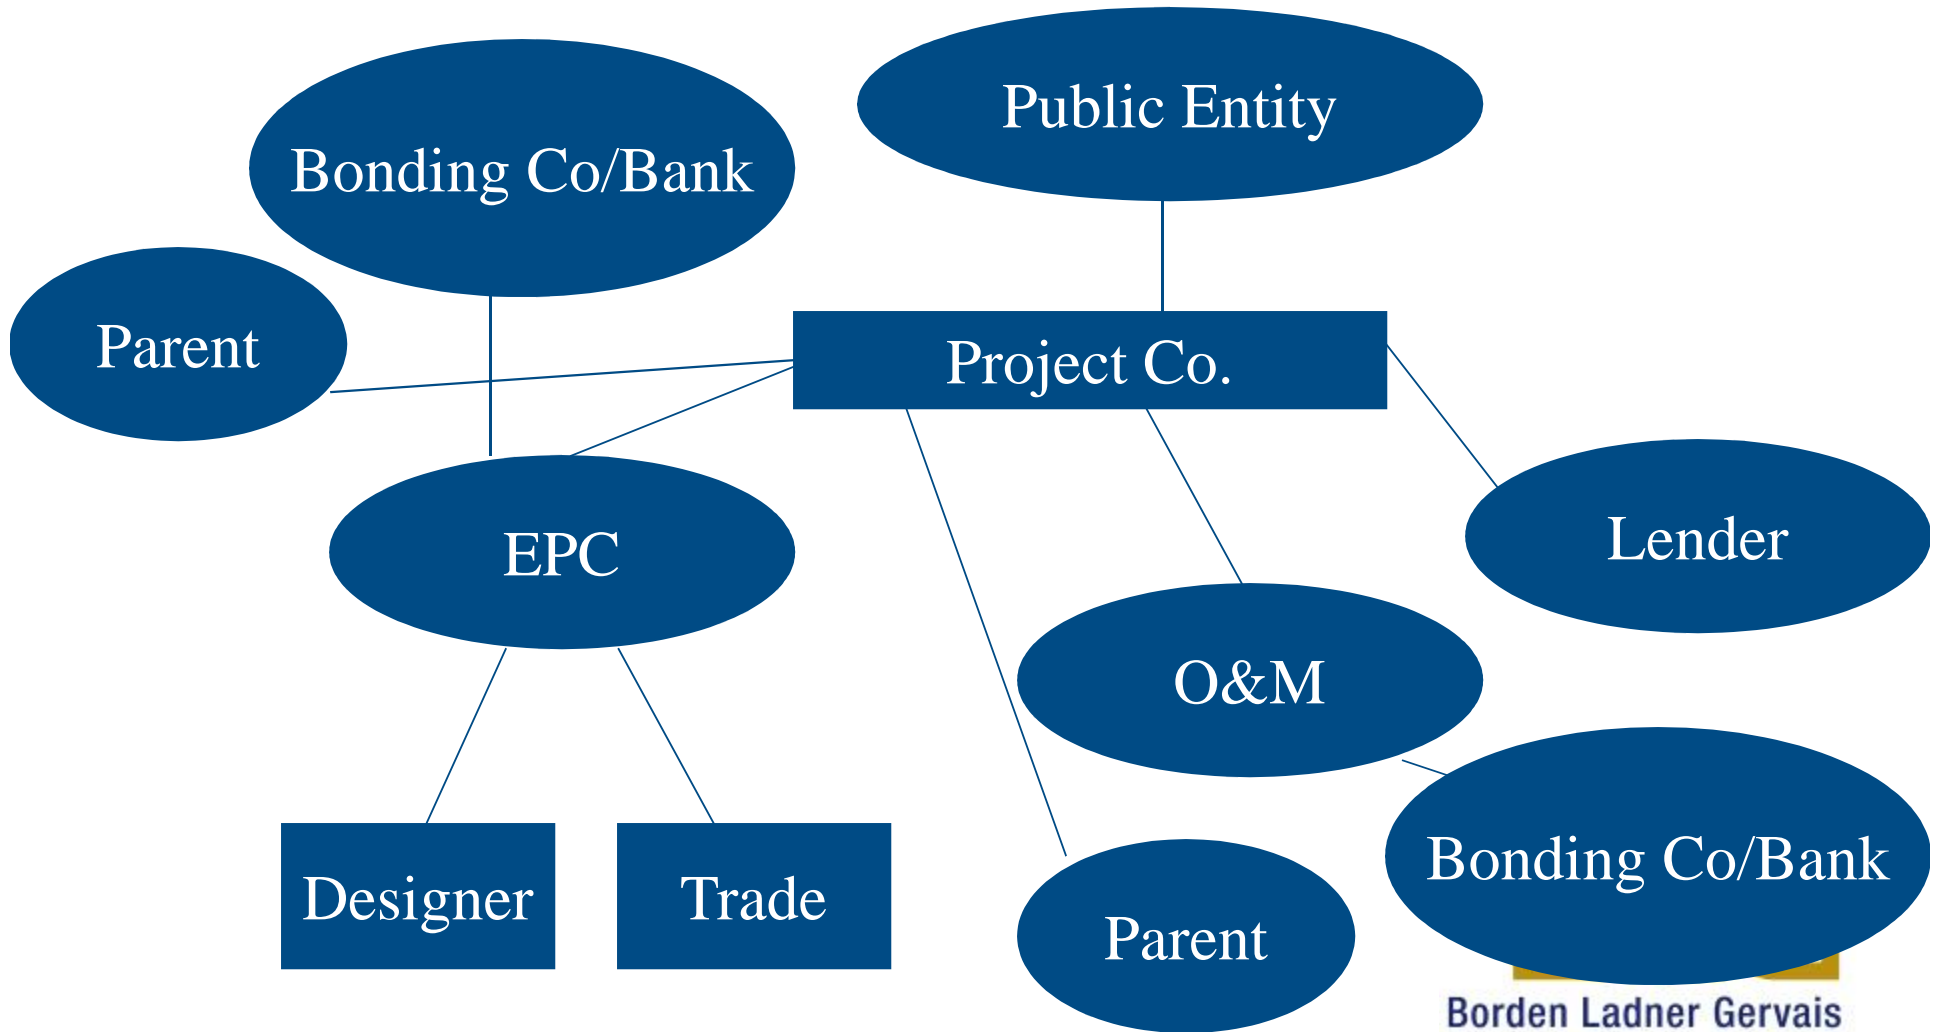 Public Entity
Bonding Co/Bank
Parent
Project Co.
EPC
Lender
O&M
Bonding Co/Bank
Designer
Trade
Parent
Borden Ladner Gervais